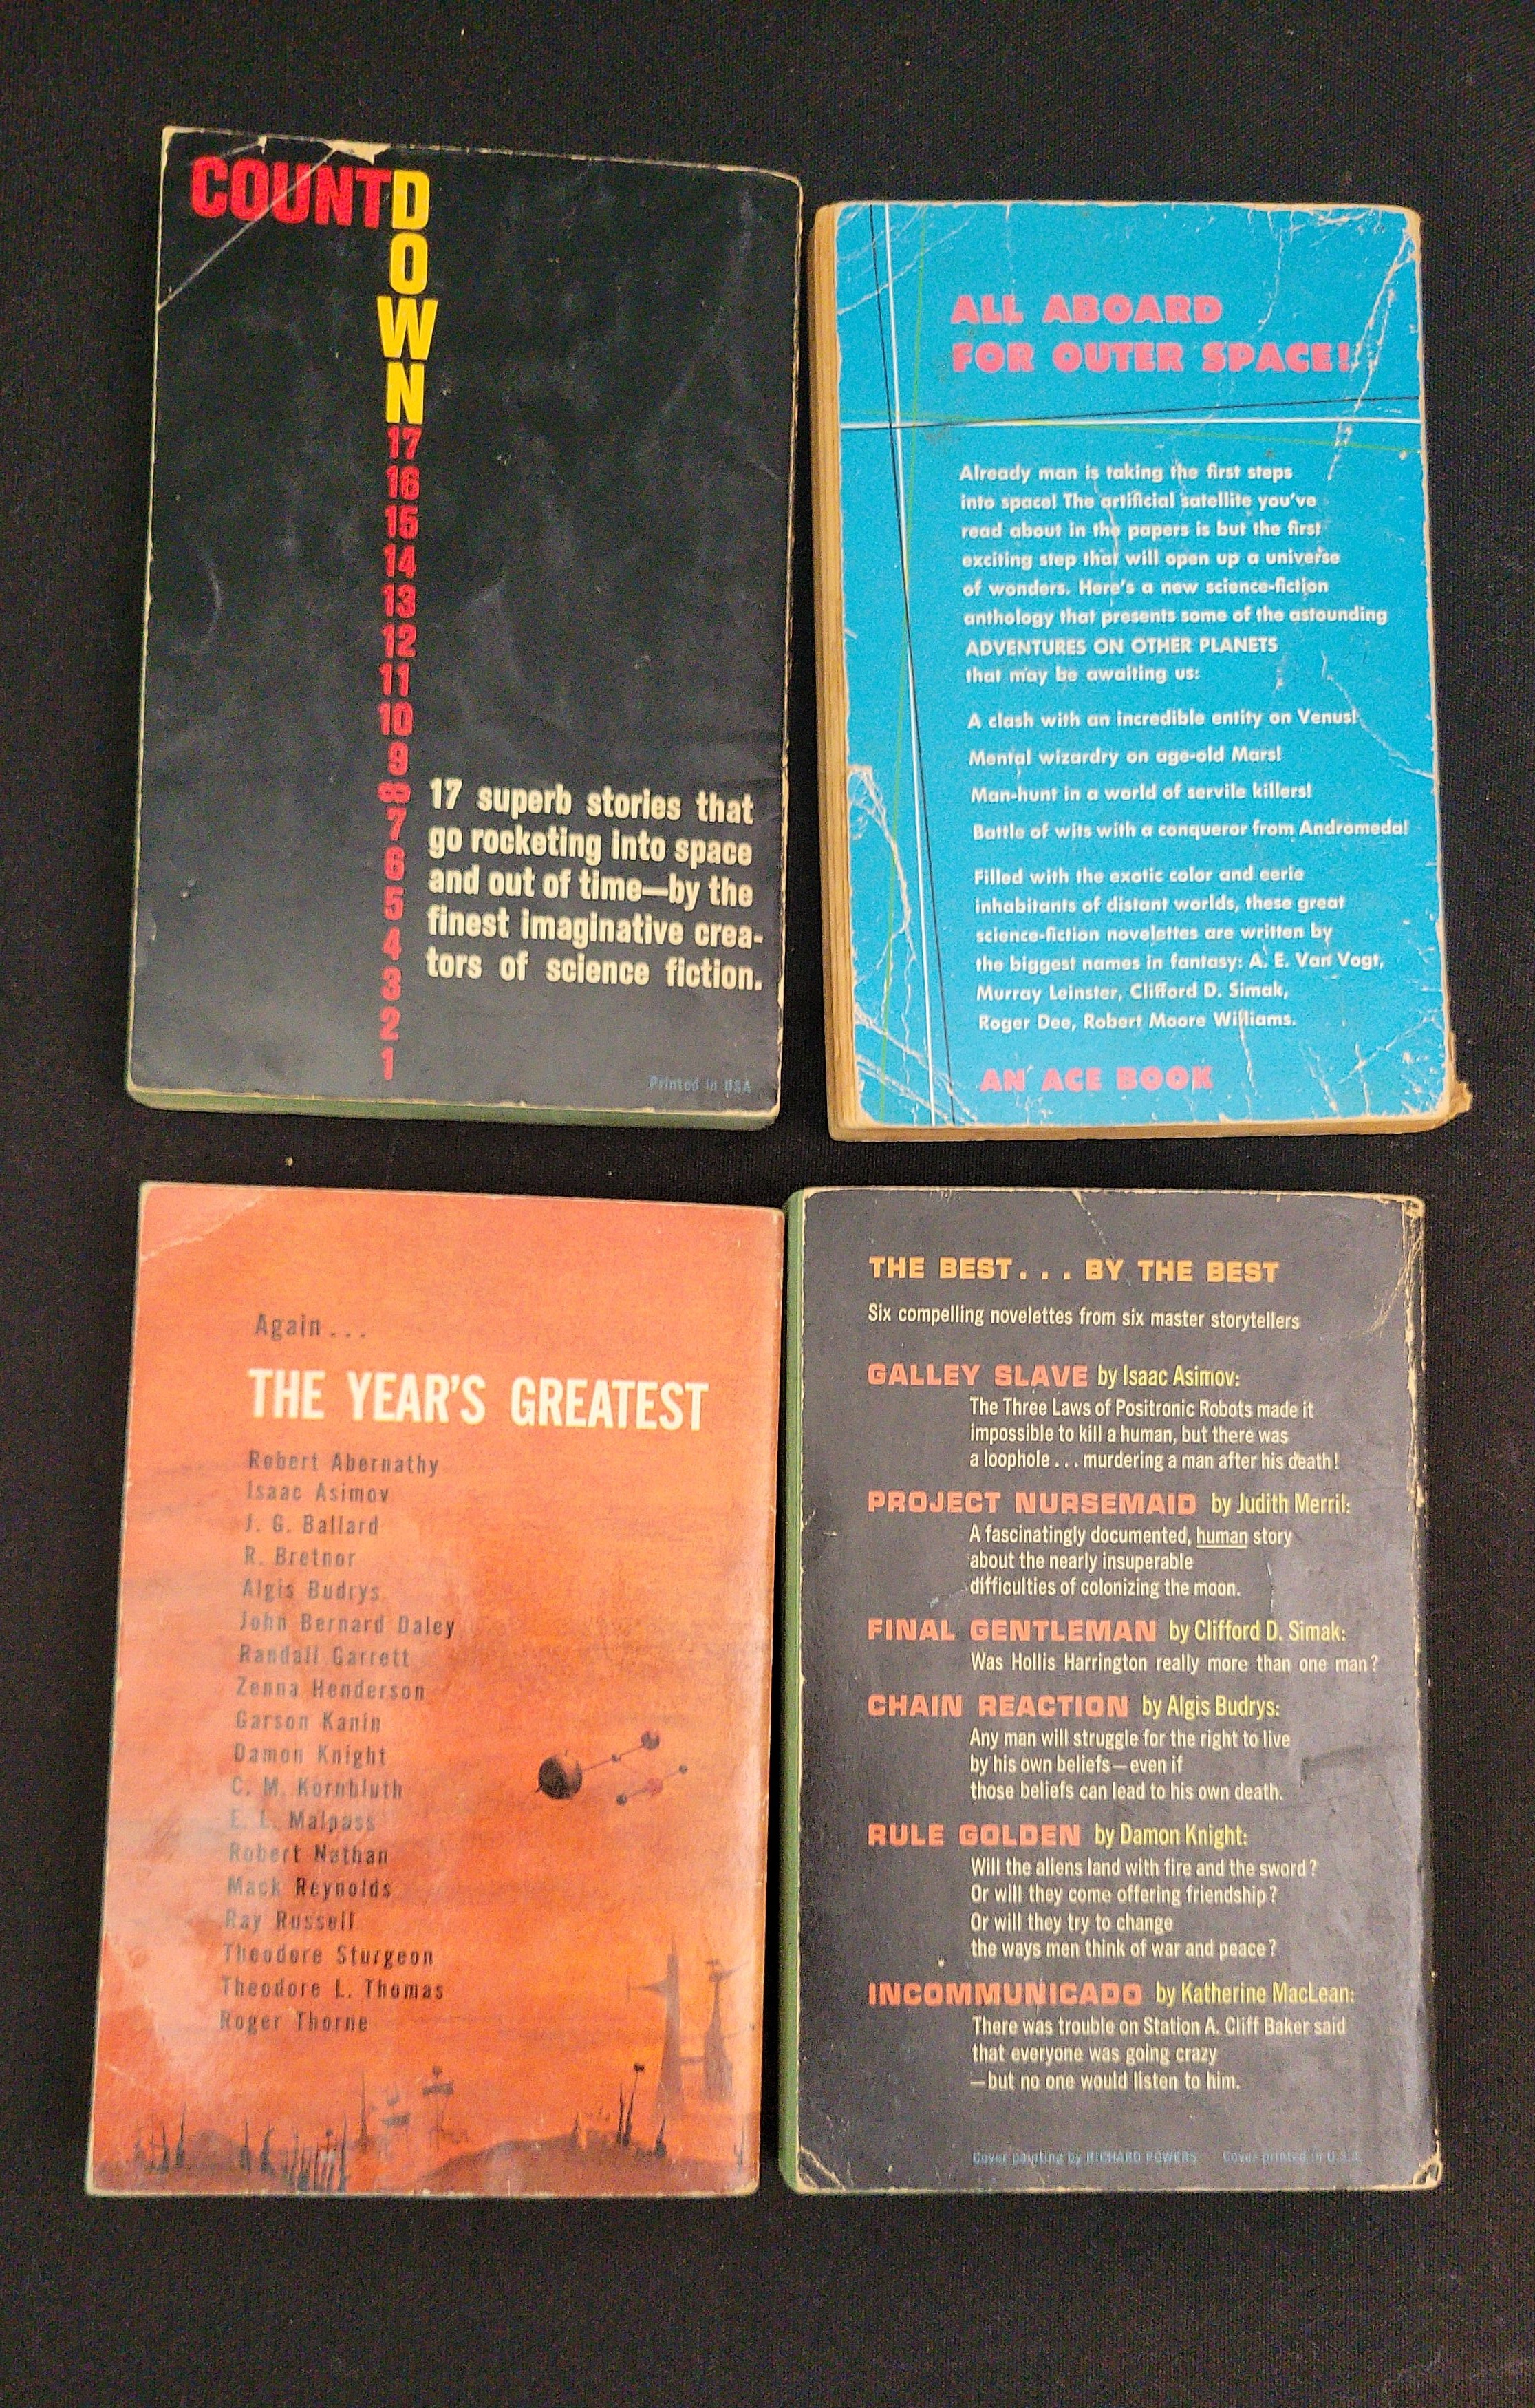 COUNTDOWN
17
16
15
14
13
12
11
10
9
8
7
6
5
4
3
2
1
17 superb stories that
go rocketing into space
and out of time—by the
finest imaginative crea-
tors of science fiction.
Printed in USA
ALL ABOARD
FOR OUTER SPACE!
Already man is taking the first steps
into space! The artificial satellite you've
read about in the papers is but the first
exciting step that will open up a universe
of wonders. Here's a new science-fiction
anthology that presents some of the astounding
ADVENTURES ON OTHER PLANETS
that may be awaiting us:
A clash with an incredible entity on Venus!
Mental wizardry on age-old Mars!
Man-hunt in a world of servile killers!
Battle of wits with a conqueror from Andromeda!
Filled with the exotic color and eerie
inhabitants of distant worlds, these great
science-fiction novelettes are written by
the biggest names in fantasy: A. E. Van Vogt,
Murray Leinster, Clifford D. Simak,
Roger Dee, Robert Moore Williams.
AN ACE BOOK
Again...
THE YEAR'S GREATEST
Robert Abernathy
Isaac Asimov
J. G. Ballard
R. Bretnor
Algis Budrys
John Bernard Daley
Randall Garrett
Zenna Henderson
Garson Kanin
Damon Knight
C. M. Kornbluth
E. L. Malpass
Robert Nathan
Mack Reynolds
Ray Russell
Theodore Sturgeon
Theodore L. Thomas
Roger Thorne
THE BEST... BY THE BEST
Six compelling novelettes from six master storytellers
GALLEY SLAVE by Isaac Asimov:
The Three Laws of Positronic Robots made it
impossible to kill a human, but there was
a loophole... murdering a man after his death!
PROJECT NURSEMAID by Judith Merril:
A fascinatingly documented, human story
about the nearly insuperable
difficulties of colonizing the moon.
FINAL GENTLEMAN by Clifford D. Simak:
Was Hollis Harrington really more than one man?
CHAIN REACTION by Algis Budrys:
Any man will struggle for the right to live
by his own beliefs—even if
those beliefs can lead to his own death.
RULE GOLDEN by Damon Knight:
Will the aliens land with fire and the sword?
Or will they come offering friendship?
Or will they try to change
the ways men think of war and peace?
INCOMMUNICADO by Katherine MacLean:
There was trouble on Station A. Cliff Baker said
that everyone was going crazy
—but no one would listen to him.
Cover painting by RICHARD POWERS Cover printed in U.S.A.